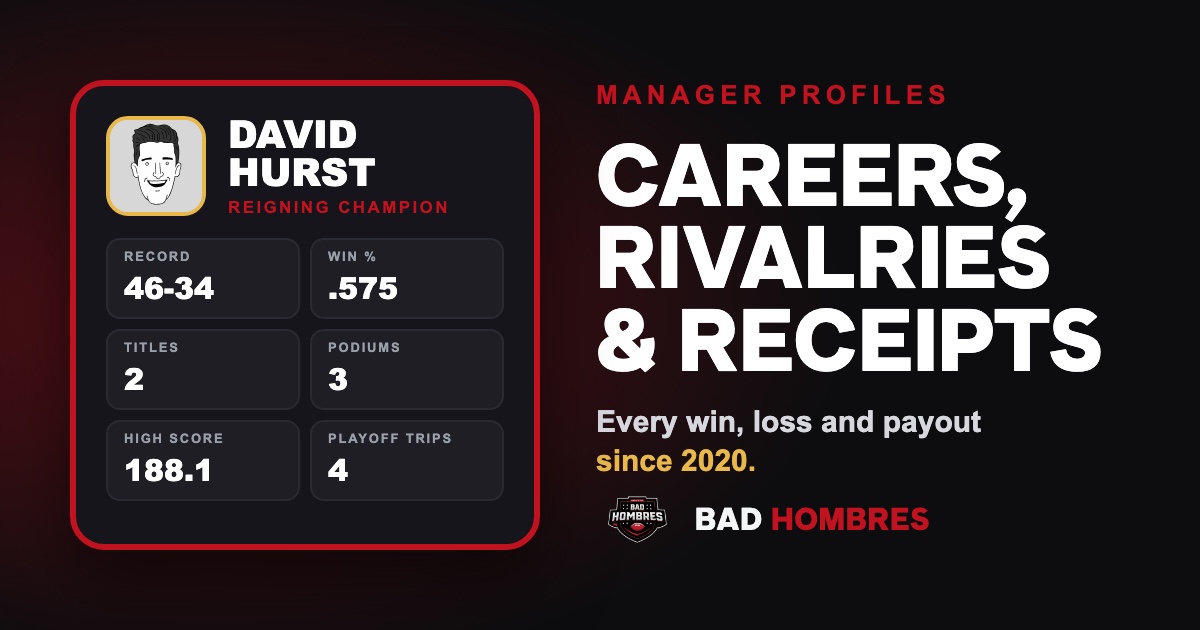 DAVID
HURST
REIGNING CHAMPION
RECORD
46-34
WIN %
.575
TITLES
2
PODIUMS
3
HIGH SCORE
188.1
PLAYOFF TRIPS
4
MANAGER PROFILES
CAREERS,
RIVALRIES
& RECEIPTS
Every win, loss and payout
since 2020.
BAD
HOMBRES
BAD HOMBRES